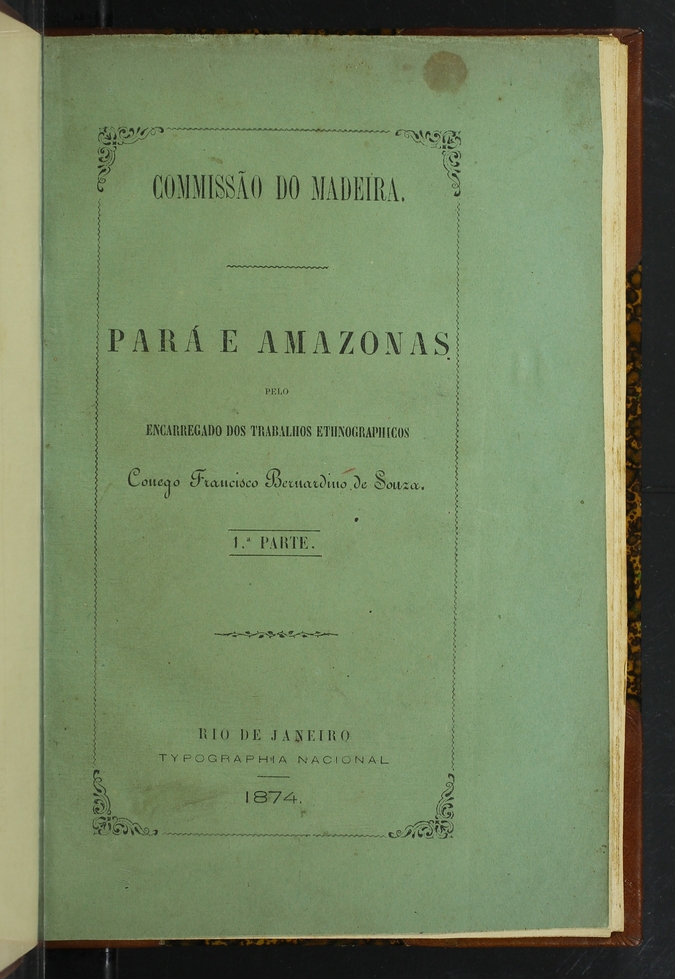 COMMISSÃO DO MADEIRA.
PARÁ E AMAZONAS
PELO
ENCARREGADO DOS TRABALHOS ETHNOGRAPHICOS
Conego Francisco Bernardino de Souza.
1.ª PARTE.
RIO DE JANEIRO
TYPOGRAPHIA NACIONAL
1874.